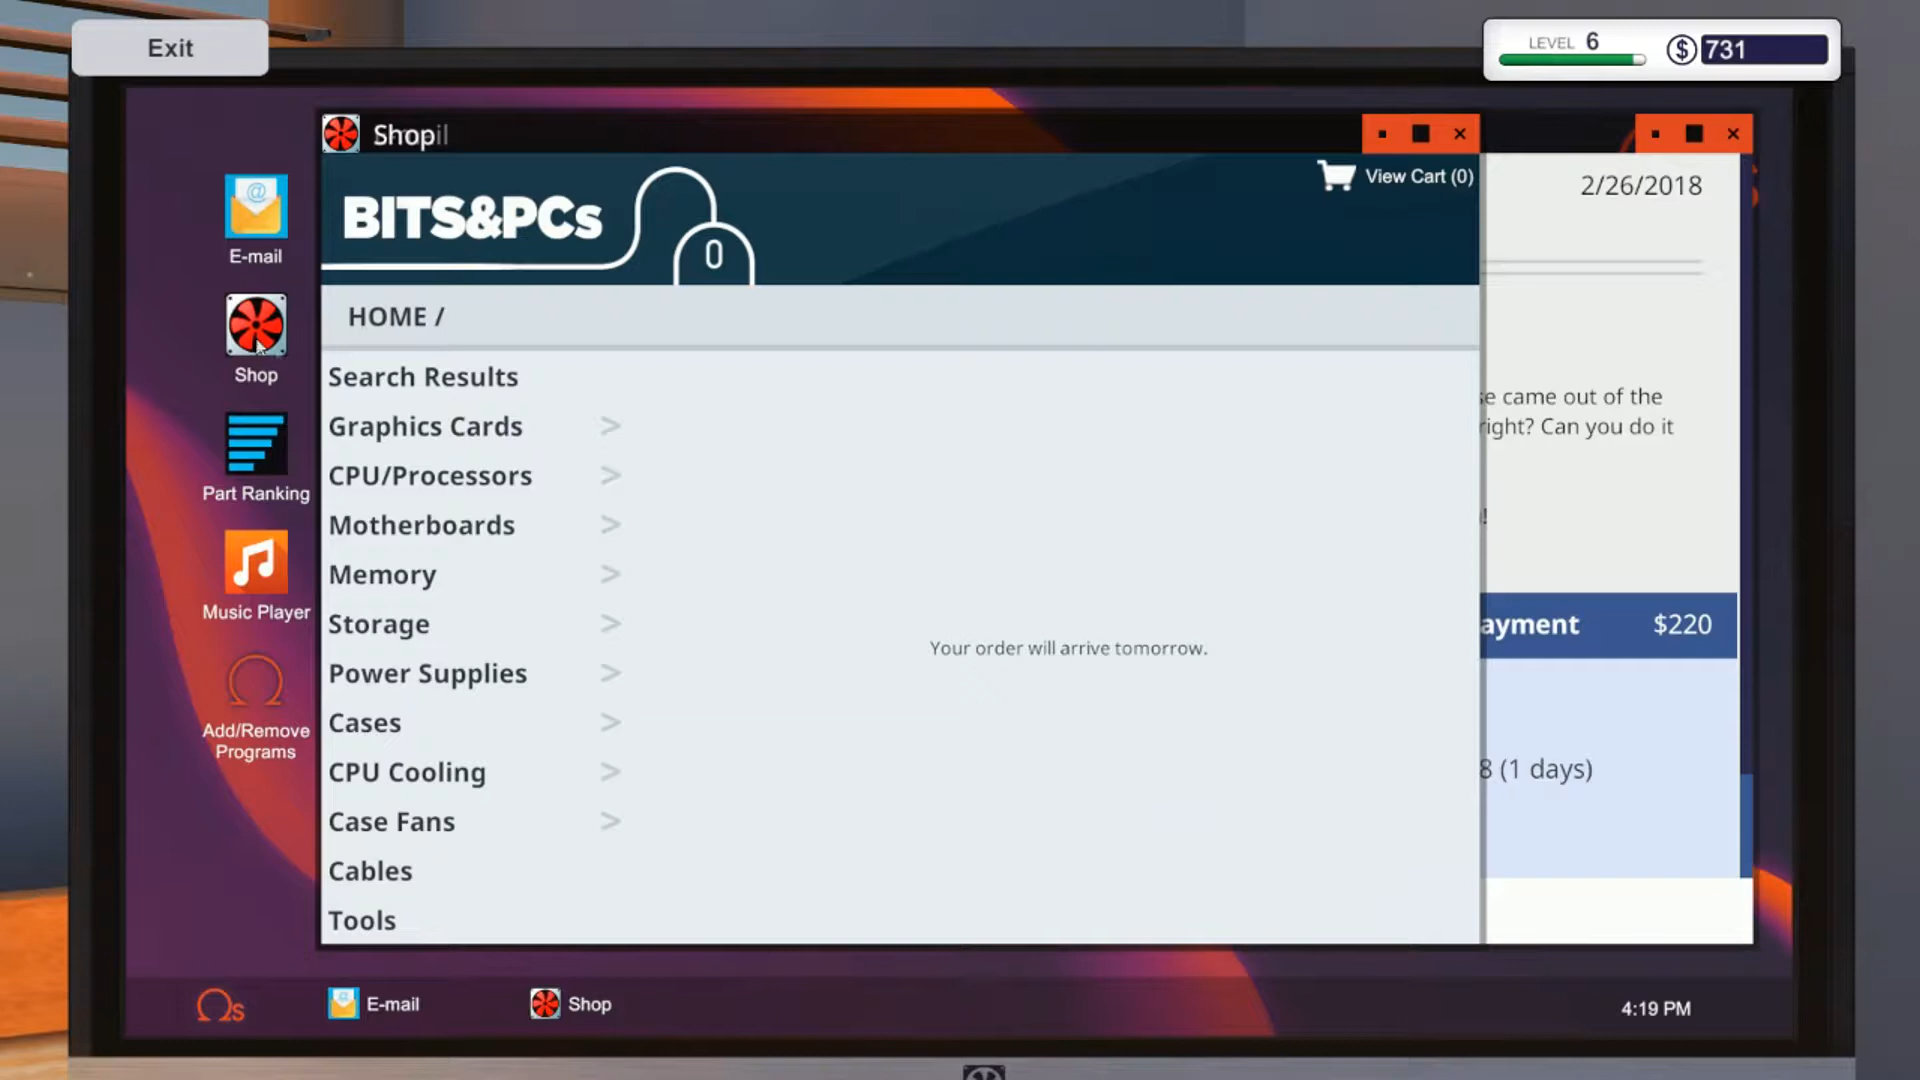 Exit
LEVEL 6
$ 731
Shop
BITS&PCs
View Cart (0)
2/26/2018
HOME /
Search Results
Graphics Cards >
CPU/Processors >
Motherboards >
Memory >
Storage >
Power Supplies >
Cases >
CPU Cooling >
Case Fans >
Cables
Tools
Your order will arrive tomorrow.
came out of the
right? Can you do it
ayment $220
8 (1 days)
E-mail
Shop
Part Ranking
Music Player
Add/Remove
Programs
Ωs
E-mail
Shop
4:19 PM